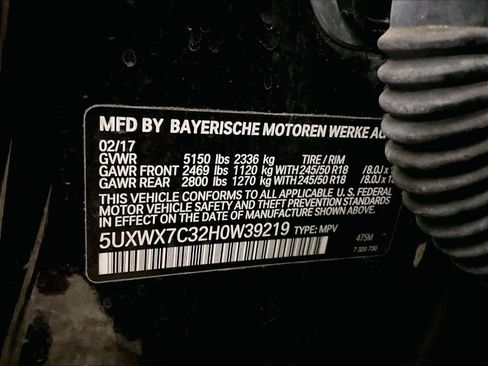 MFD BY BAYERISCHE MOTOREN WERKE AG
02/17
GVWR 5150 lbs 2336 kg TIRE / RIM
GAWR FRONT 2469 lbs 1120 kg WITH 245/50 R18 /8.0J x
GAWR REAR 2800 lbs 1270 kg WITH 245/50 R18 /8.0J x
THIS VEHICLE CONFORMS TO ALL APPLICABLE U. S. FEDERAL
MOTOR VEHICLE SAFETY AND THEFT PREVENTION STANDARDS
IN EFFECT ON THE DATE OF MANUFACTURE SHOWN ABOVE.
5UXWX7C32H0W39219 TYPE: MPV
475M
7 320 730